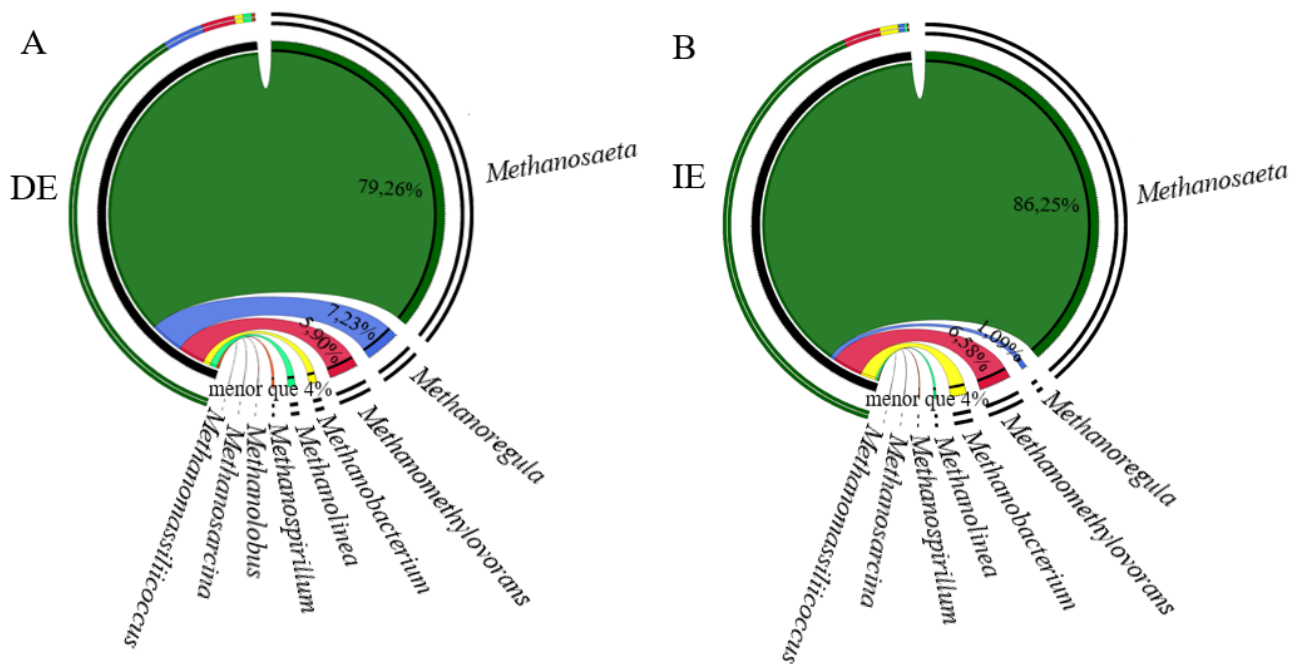 A
DE
Methanosaeta
79,26%
7,23%
5,90%
menor que 4%
Methanomassiliicoccus
Methanosarcina
Methanolobus
Methanospirillum
Methanolinea
Methanobacterium
Methanomethylovorans
Methanoregula
B
IE
Methanosaeta
86,25%
1,09%
6,58%
menor que 4%
Methanomassiliicoccus
Methanosarcina
Methanospirillum
Methanolinea
Methanobacterium
Methanomethylovorans
Methanoregula